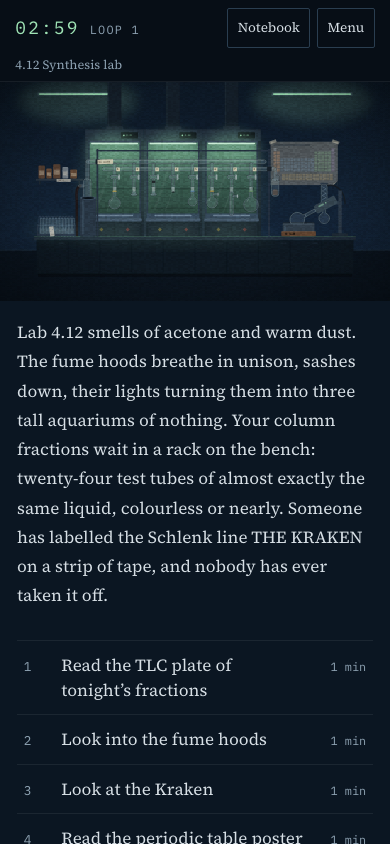 02:59 LOOP 1
Notebook
Menu
4.12 Synthesis lab
Lab 4.12 smells of acetone and warm dust.
The fume hoods breathe in unison, sashes
down, their lights turning them into three
tall aquariums of nothing. Your column
fractions wait in a rack on the bench:
twenty-four test tubes of almost exactly the
same liquid, colourless or nearly. Someone
has labelled the Schlenk line THE KRAKEN
on a strip of tape, and nobody has ever
taken it off.
1 Read the TLC plate of
tonight’s fractions 1 min
2 Look into the fume hoods 1 min
3 Look at the Kraken 1 min
4 Read the periodic table poster 1 min